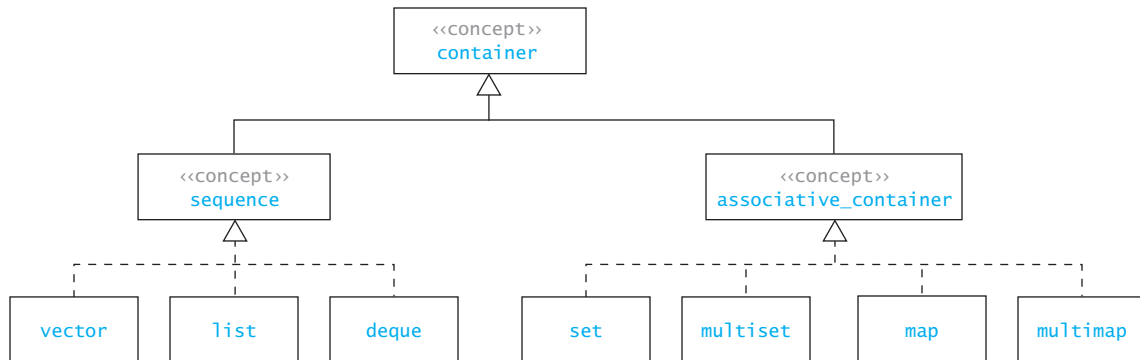 ‹‹concept››
container
‹‹concept››
sequence
‹‹concept››
associative_container
vector
list
deque
set
multiset
map
multimap